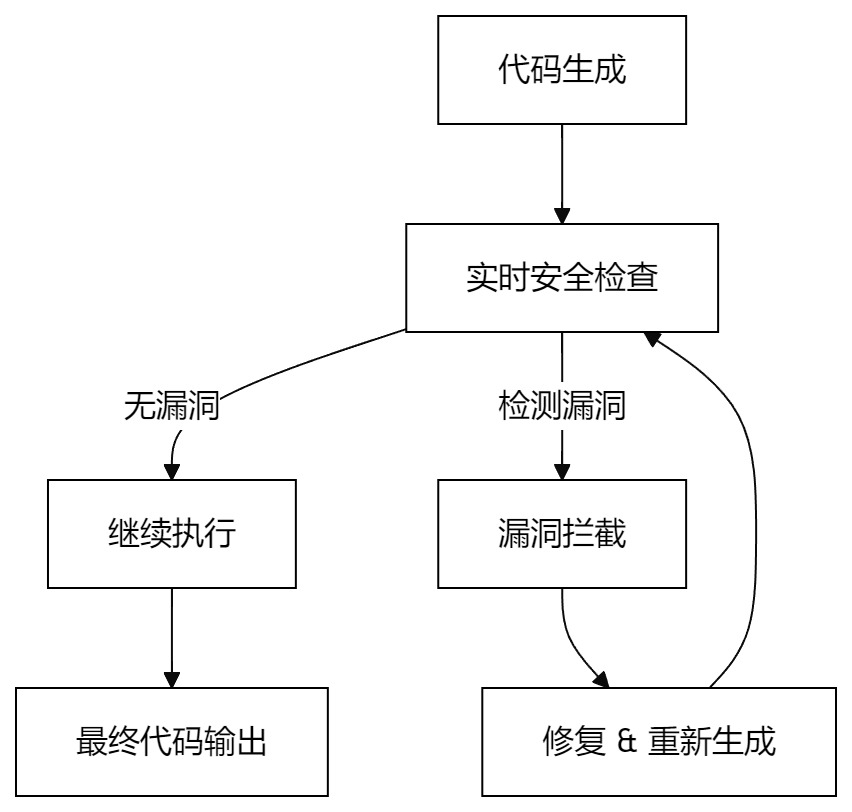 代码生成
实时安全检查
无漏洞
检测漏洞
继续执行
漏洞拦截
最终代码输出
修复 & 重新生成